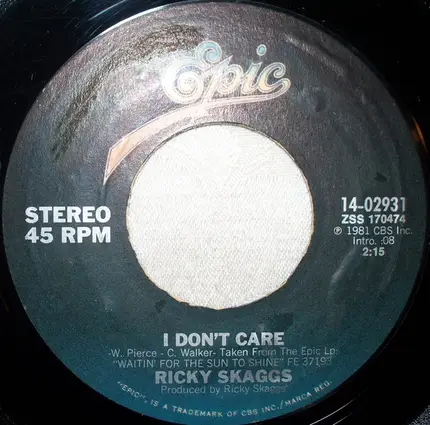 Epic
STEREO
45 RPM
14-02931
ZSS 170474
℗ 1981 CBS Inc.
Intro. :08
2:15
I DON'T CARE
-W. Pierce - C. Walker- Taken From The Epic Lp:
"WAITIN' FOR THE SUN TO SHINE" FE 37193
RICKY SKAGGS
Produced by Ricky Skaggs
"EPIC", IS A TRADEMARK OF CBS INC./MARCA REG.